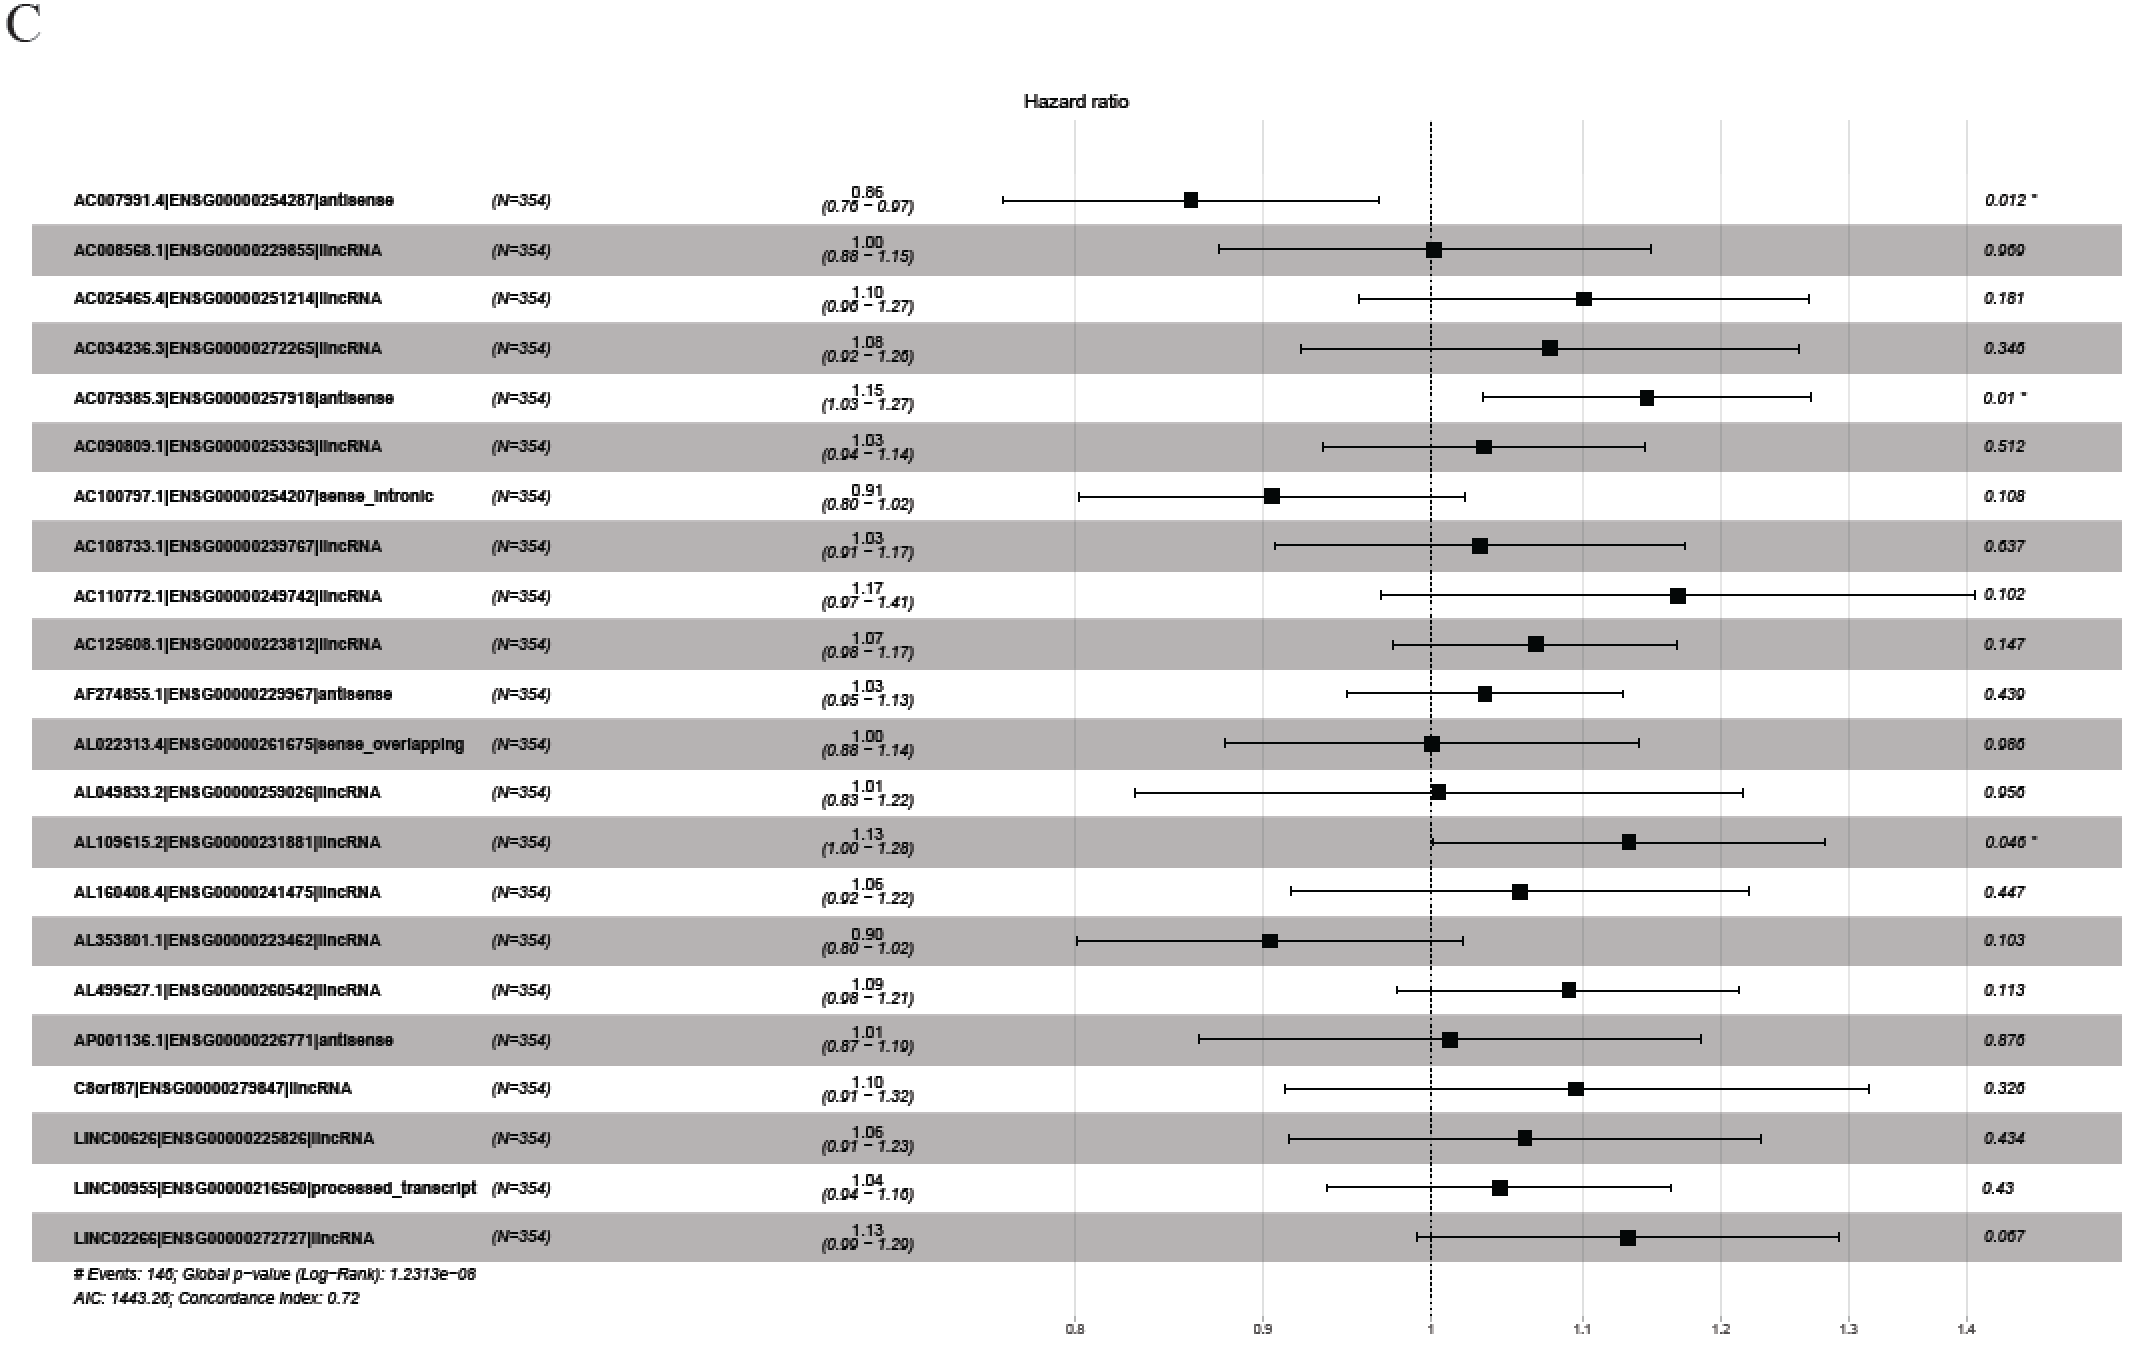 C
Hazard ratio
AC007991.4|ENSG00000254287|antisense (N=354) 0.86 (0.76 − 0.97) 0.012 *
AC008568.1|ENSG00000229855|lincRNA (N=354) 1.00 (0.88 − 1.15) 0.969
AC025465.4|ENSG00000251214|lincRNA (N=354) 1.10 (0.96 − 1.27) 0.181
AC034236.3|ENSG00000272265|lincRNA (N=354) 1.08 (0.92 − 1.26) 0.346
AC079385.3|ENSG00000257918|antisense (N=354) 1.15 (1.03 − 1.27) 0.01 *
AC090809.1|ENSG00000253363|lincRNA (N=354) 1.03 (0.94 − 1.14) 0.512
AC100797.1|ENSG00000254207|sense_intronic (N=354) 0.91 (0.80 − 1.02) 0.108
AC108733.1|ENSG00000239767|lincRNA (N=354) 1.03 (0.91 − 1.17) 0.637
AC110772.1|ENSG00000249742|lincRNA (N=354) 1.17 (0.97 − 1.41) 0.102
AC125608.1|ENSG00000223812|lincRNA (N=354) 1.07 (0.98 − 1.17) 0.147
AF274855.1|ENSG00000229967|antisense (N=354) 1.03 (0.95 − 1.13) 0.439
AL022313.4|ENSG00000261675|sense_overlapping (N=354) 1.00 (0.88 − 1.14) 0.986
AL049833.2|ENSG00000259026|lincRNA (N=354) 1.01 (0.83 − 1.22) 0.956
AL109615.2|ENSG00000231881|lincRNA (N=354) 1.13 (1.00 − 1.28) 0.046 *
AL160408.4|ENSG00000241475|lincRNA (N=354) 1.06 (0.92 − 1.22) 0.447
AL353801.1|ENSG00000223462|lincRNA (N=354) 0.90 (0.80 − 1.02) 0.103
AL499627.1|ENSG00000260542|lincRNA (N=354) 1.09 (0.98 − 1.21) 0.113
AP001136.1|ENSG00000226771|antisense (N=354) 1.01 (0.87 − 1.19) 0.876
C8orf87|ENSG00000279847|lincRNA (N=354) 1.10 (0.91 − 1.32) 0.326
LINC00626|ENSG00000225826|lincRNA (N=354) 1.06 (0.91 − 1.23) 0.434
LINC00955|ENSG00000216560|processed_transcript (N=354) 1.04 (0.94 − 1.16) 0.43
LINC02266|ENSG00000272727|lincRNA (N=354) 1.13 (0.99 − 1.29) 0.067
# Events: 146; Global p−value (Log−Rank): 1.2313e−08
AIC: 1443.26; Concordance Index: 0.72
0.8 0.9 1 1.1 1.2 1.3 1.4